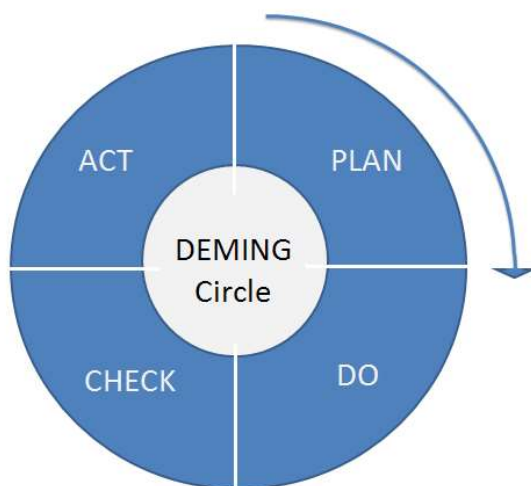 ACT
PLAN
DEMING
Circle
CHECK
DO